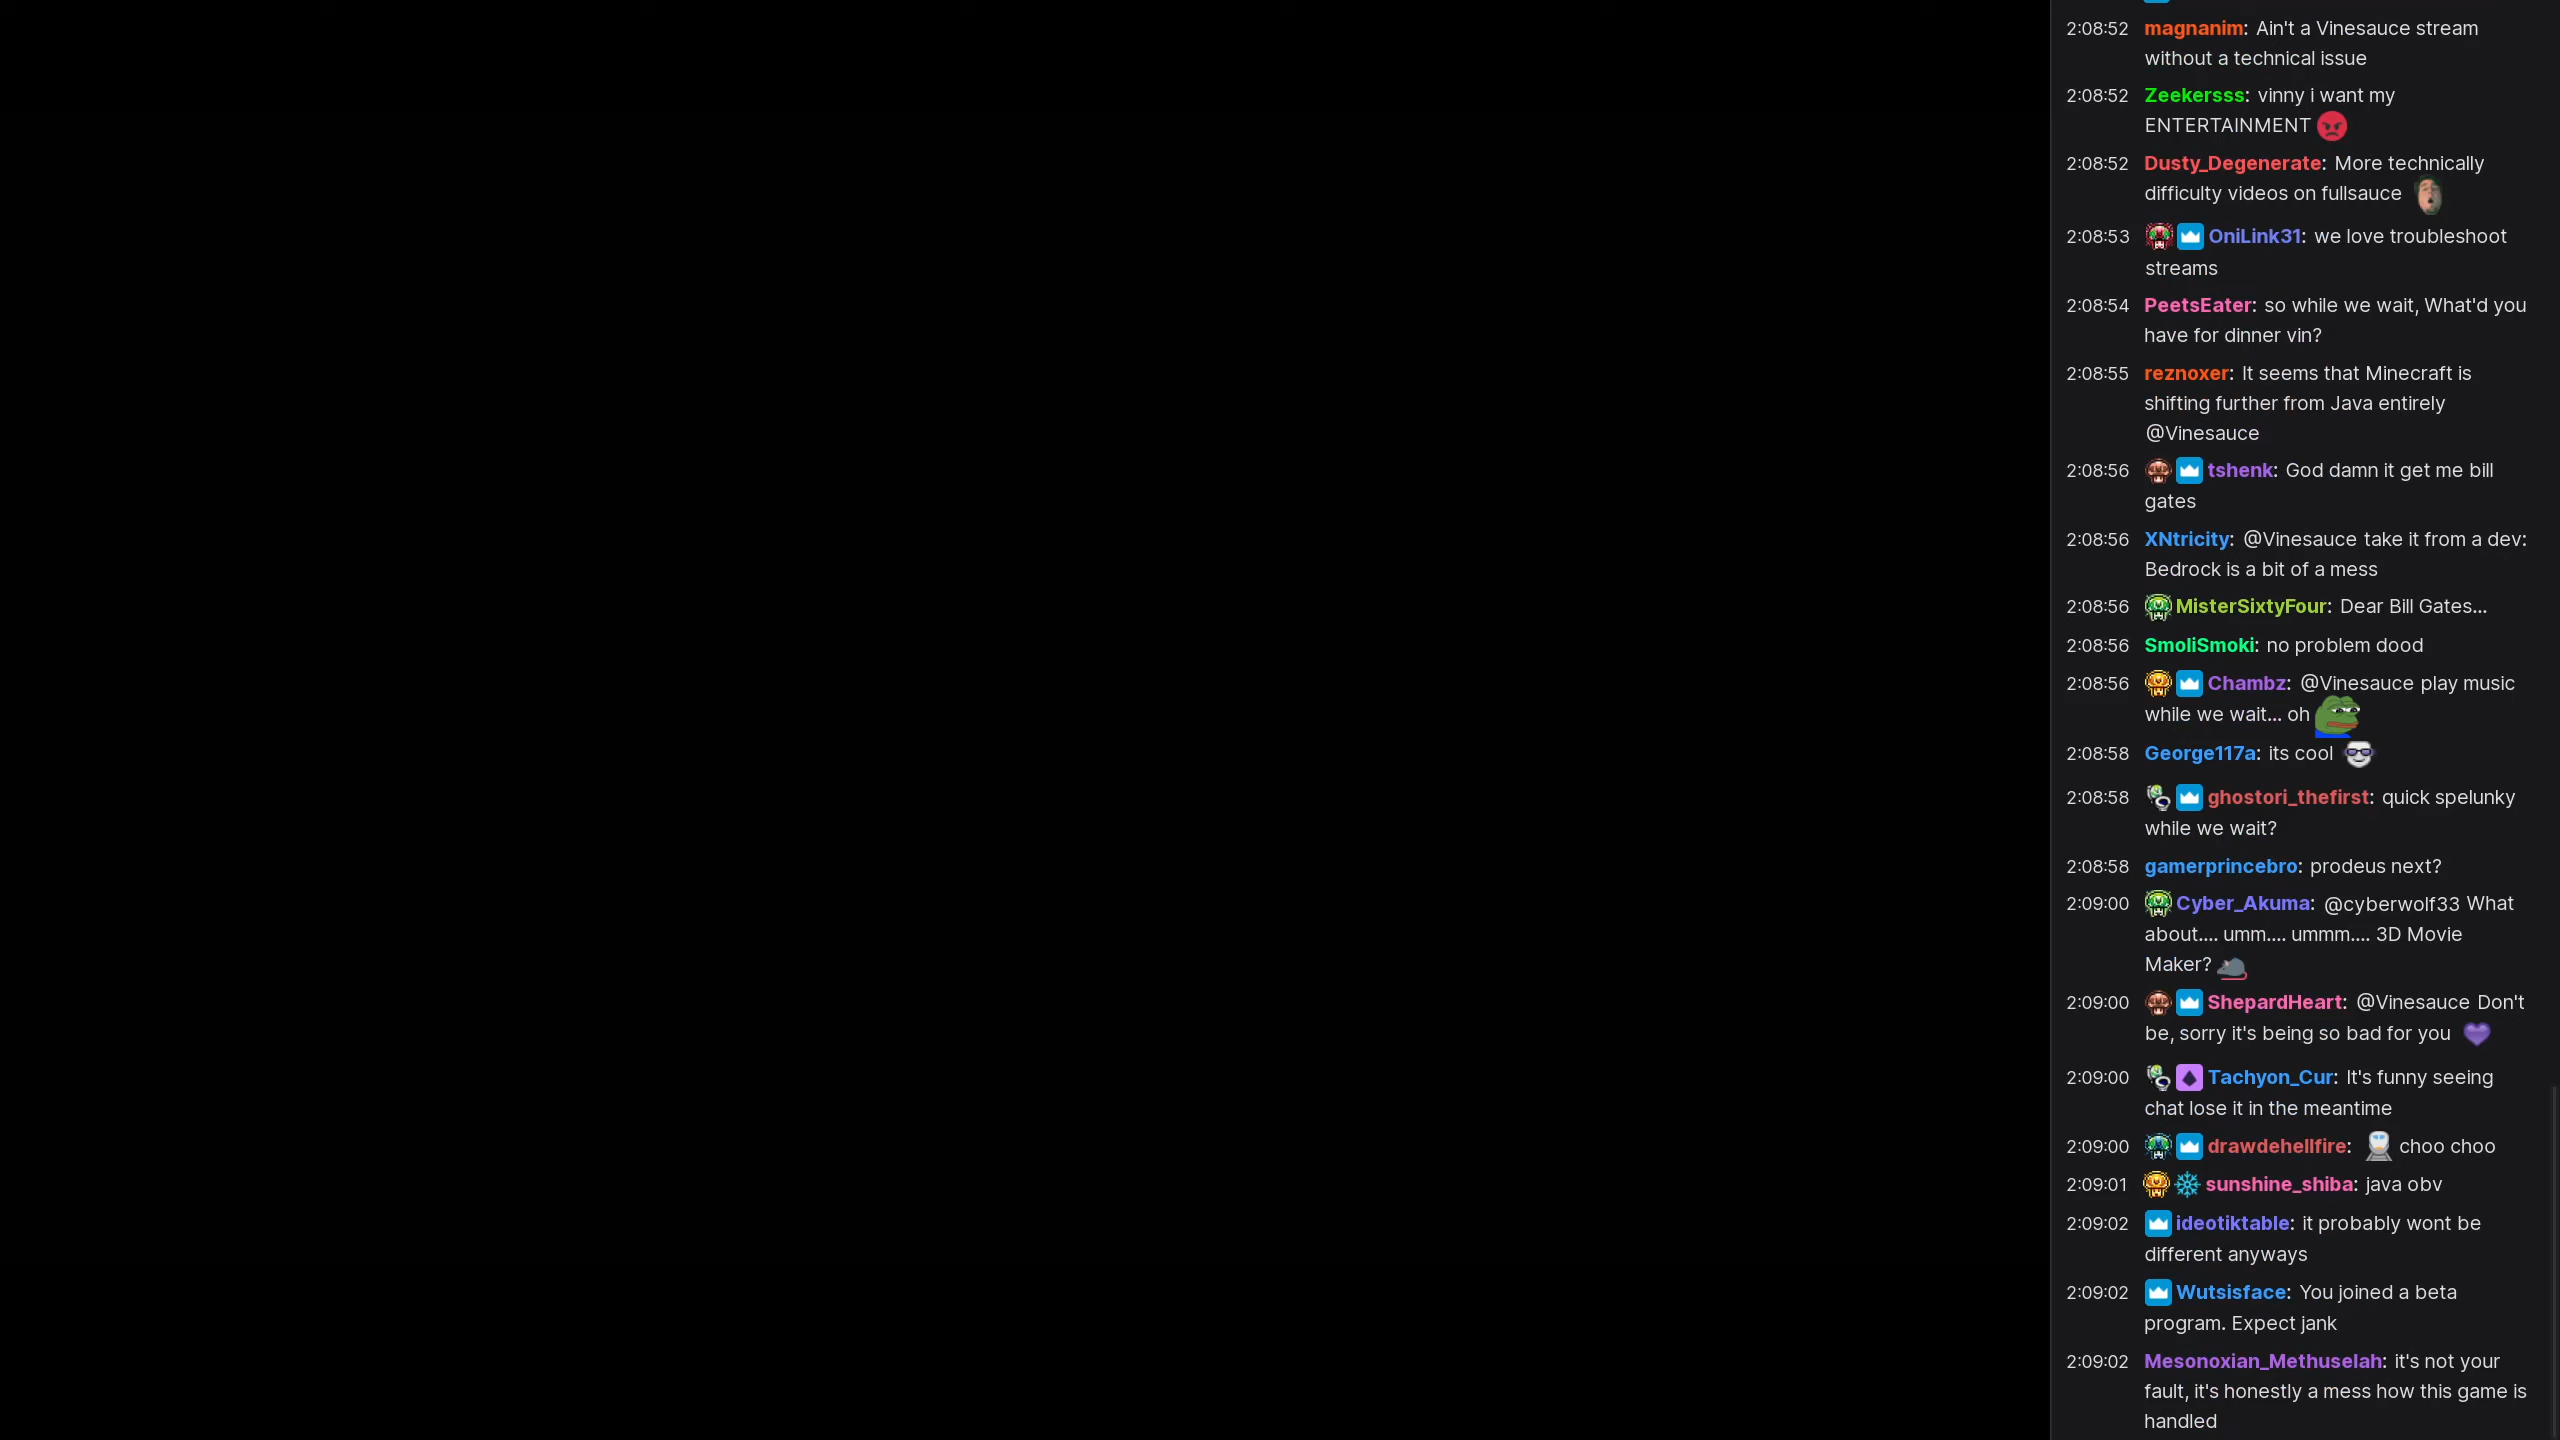 2:08:52 magnanim: Ain't a Vinesauce stream
without a technical issue
2:08:52 Zeekersss: vinny i want my
ENTERTAINMENT
2:08:52 Dusty_Degenerate: More technically
difficulty videos on fullsauce
2:08:53 OniLink31: we love troubleshoot
streams
2:08:54 PeetsEater: so while we wait, What'd you
have for dinner vin?
2:08:55 reznoxer: It seems that Minecraft is
shifting further from Java entirely
@Vinesauce
2:08:56 tshenk: God damn it get me bill
gates
2:08:56 XNtricity: @Vinesauce take it from a dev:
Bedrock is a bit of a mess
2:08:56 MisterSixtyFour: Dear Bill Gates...
2:08:56 SmoliSmoki: no problem dood
2:08:56 Chambz: @Vinesauce play music
while we wait... oh
2:08:58 George117a: its cool
2:08:58 ghostori_thefirst: quick spelunky
while we wait?
2:08:58 gamerprincebro: prodeus next?
2:09:00 Cyber_Akuma: @cyberwolf33 What
about.... umm.... ummm.... 3D Movie
Maker?
2:09:00 ShepardHeart: @Vinesauce Don't
be, sorry it's being so bad for you
2:09:00 Tachyon_Cur: It's funny seeing
chat lose it in the meantime
2:09:00 drawdehellfire: choo choo
2:09:01 sunshine_shiba: java obv
2:09:02 ideotiktable: it probably wont be
different anyways
2:09:02 Wutsisface: You joined a beta
program. Expect jank
2:09:02 Mesonoxian_Methuselah: it's not your
fault, it's honestly a mess how this game is
handled